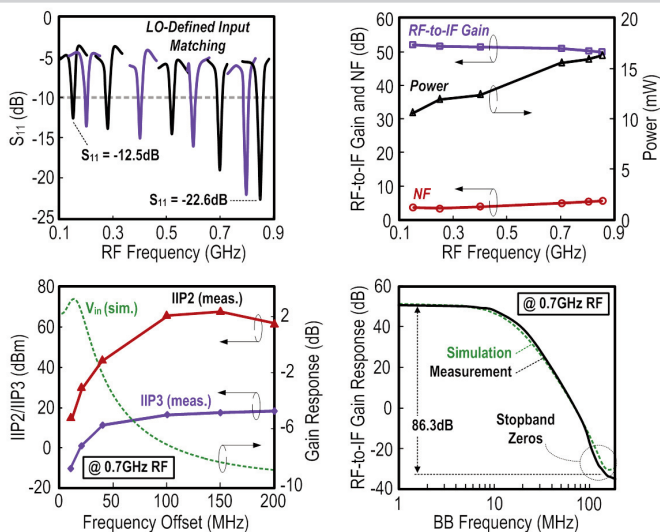 LO-Defined Input
Matching
S11 = -12.5dB
S11 = -22.6dB
0
-5
-10
-15
-20
-25
S11 (dB)
0.1 0.3 0.5 0.7 0.9
RF Frequency (GHz)
RF-to-IF Gain
Power
NF
60
50
40
30
20
10
0
RF-to-IF Gain and NF (dB)
20
15
10
5
0
Power (mW)
0.1 0.3 0.5 0.7 0.9
RF Frequency (GHz)
Vin (sim.)
IIP2 (meas.)
IIP3 (meas.)
@ 0.7GHz RF
80
60
40
20
0
-20
IIP2/IIP3 (dBm)
2
-2
-6
-10
Gain Response (dB)
0 50 100 150 200
Frequency Offset (MHz)
@ 0.7GHz RF
Simulation
Measurement
86.3dB
Stopband
Zeros
60
40
20
0
-20
-40
RF-to-IF Gain Response (dB)
1 10 100
BB Frequency (MHz)